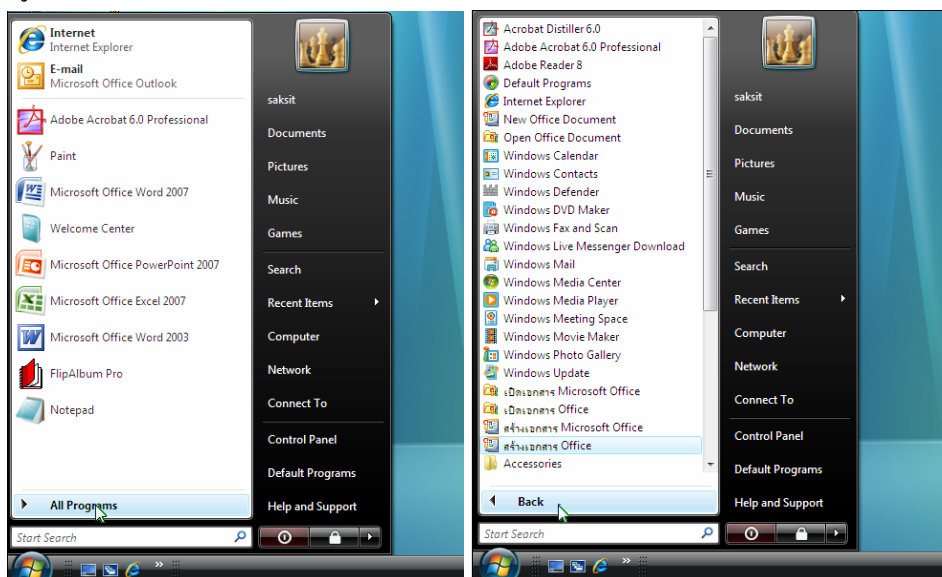 Internet
Internet Explorer
E-mail
Microsoft Office Outlook
Adobe Acrobat 6.0 Professional
Paint
Microsoft Office Word 2007
Welcome Center
Microsoft Office PowerPoint 2007
Microsoft Office Excel 2007
Microsoft Office Word 2003
FlipAlbum Pro
Notepad
All Programs
Start Search
saksit
Documents
Pictures
Music
Games
Search
Recent Items
Computer
Network
Connect To
Control Panel
Default Programs
Help and Support
Acrobat Distiller 6.0
Adobe Acrobat 6.0 Professional
Adobe Reader 8
Default Programs
Internet Explorer
New Office Document
Open Office Document
Windows Calendar
Windows Contacts
Windows Defender
Windows DVD Maker
Windows Fax and Scan
Windows Live Messenger Download
Windows Mail
Windows Media Center
Windows Media Player
Windows Meeting Space
Windows Movie Maker
Windows Photo Gallery
Windows Update
เปิดเอกสาร Microsoft Office
เปิดเอกสาร Office
สร้างเอกสาร Microsoft Office
สร้างเอกสาร Office
Accessories
Back
Start Search
saksit
Documents
Pictures
Music
Games
Search
Recent Items
Computer
Network
Connect To
Control Panel
Default Programs
Help and Support